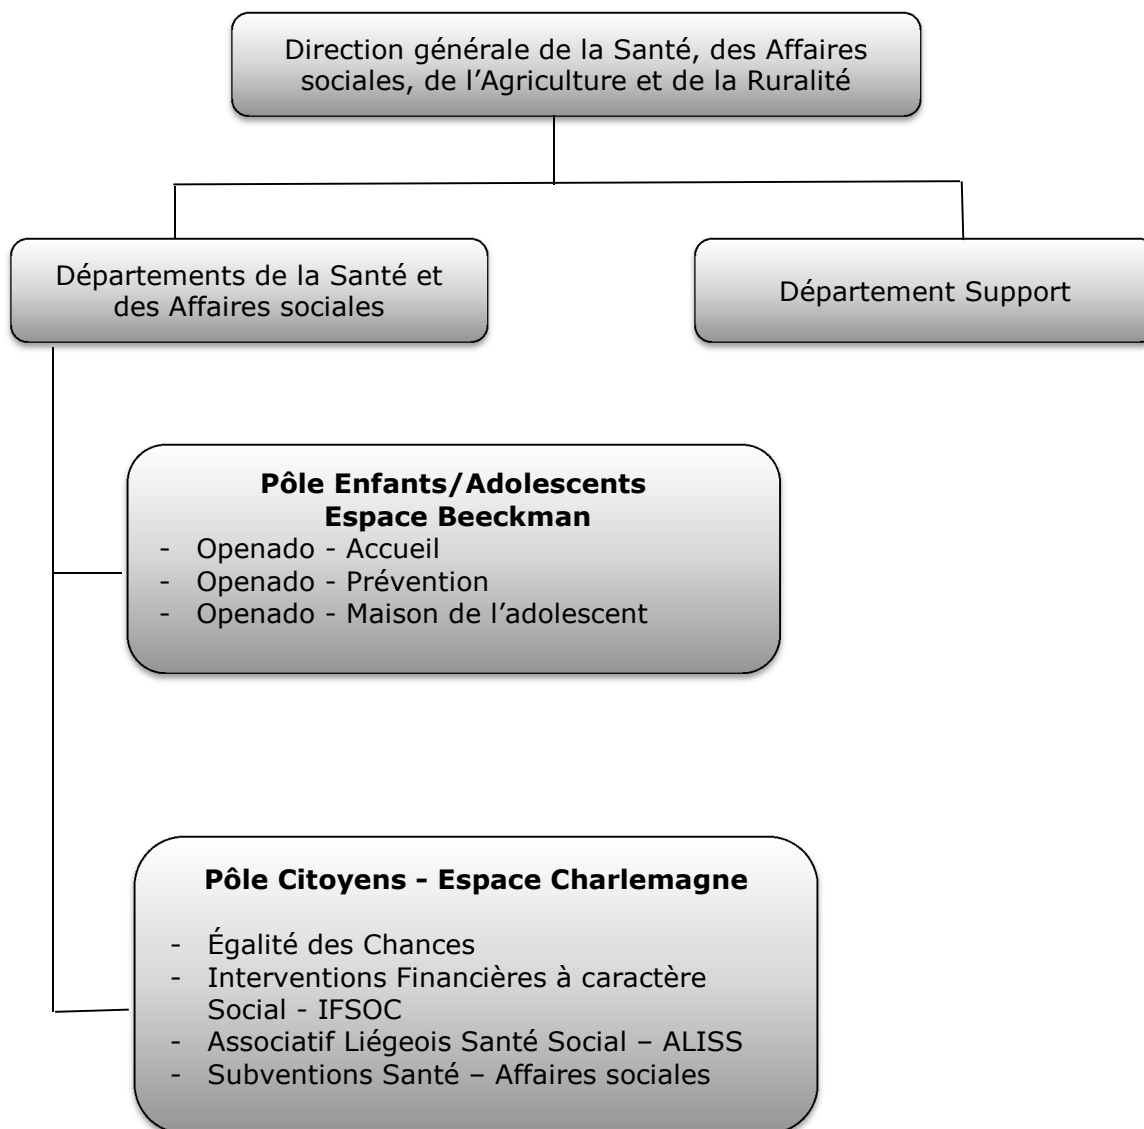 Direction générale de la Santé, des Affaires
sociales, de l’Agriculture et de la Ruralité
Départements de la Santé et
des Affaires sociales
Département Support
Pôle Enfants/Adolescents
Espace Beeckman
- Openado - Accueil
- Openado - Prévention
- Openado - Maison de l’adolescent
Pôle Citoyens - Espace Charlemagne
- Égalité des Chances
- Interventions Financières à caractère
Social - IFSOC
- Associatif Liégeois Santé Social – ALISS
- Subventions Santé – Affaires sociales